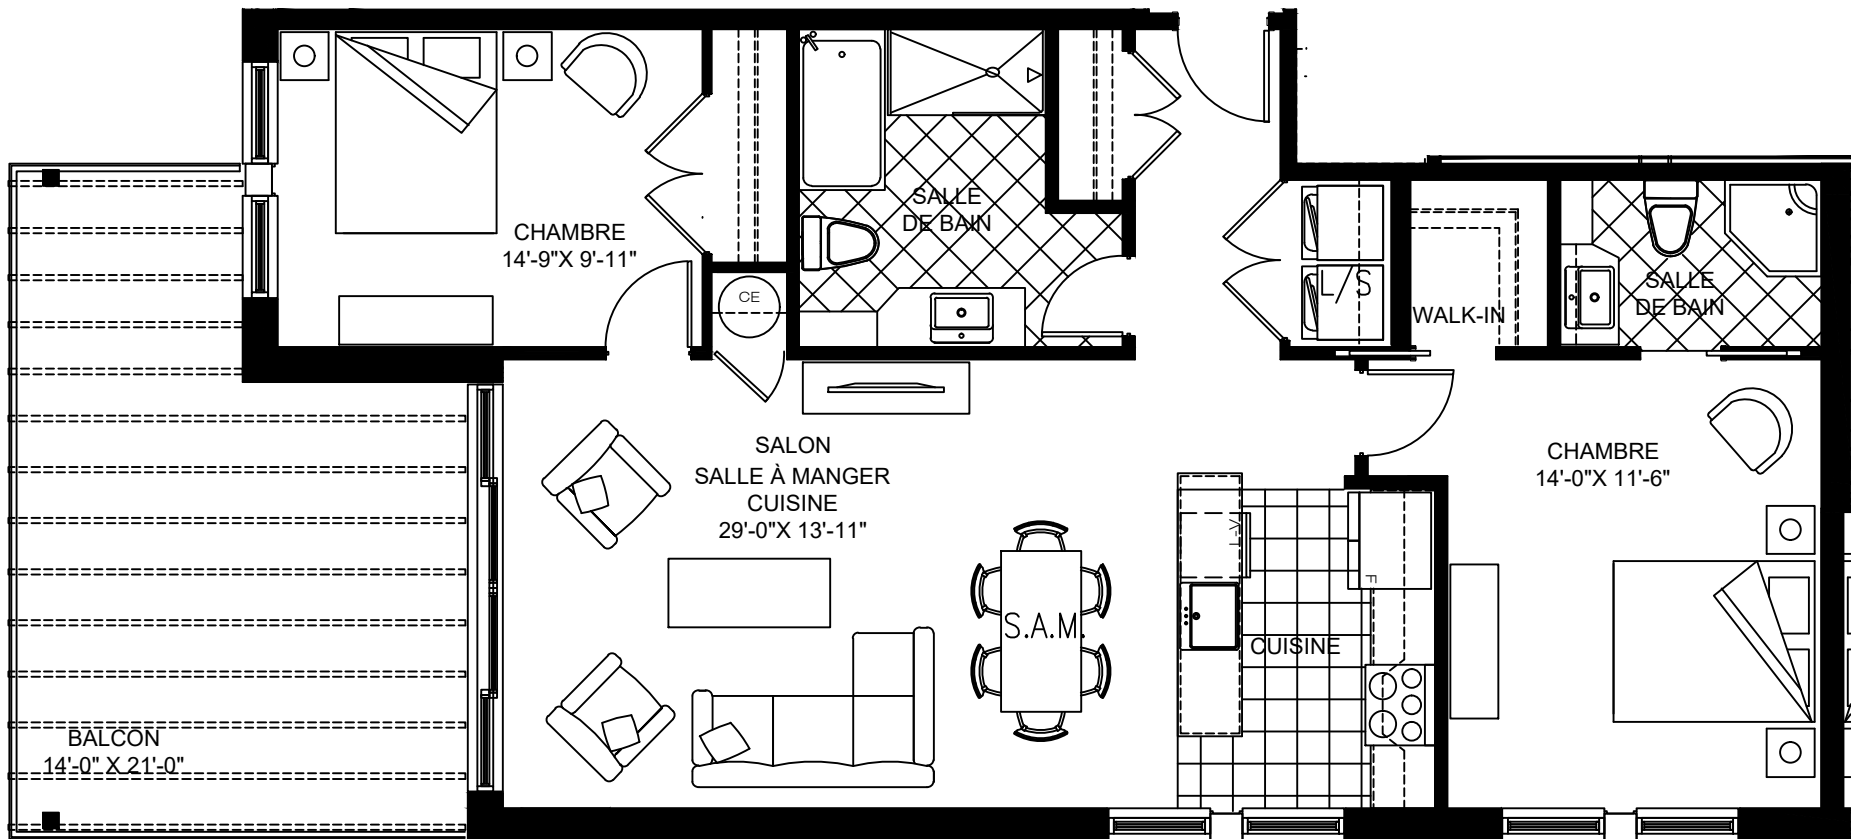 CHAMBRE
14'-9"X 9'-11"
SALLE
DE BAIN
CE
L/S
WALK-IN
SALLE
DE BAIN
SALON
SALLE À MANGER
CUISINE
29'-0"X 13'-11"
CHAMBRE
14'-0"X 11'-6"
L-V
F
S.A.M.
CUISINE
BALCON
14'-0" X 21'-0"